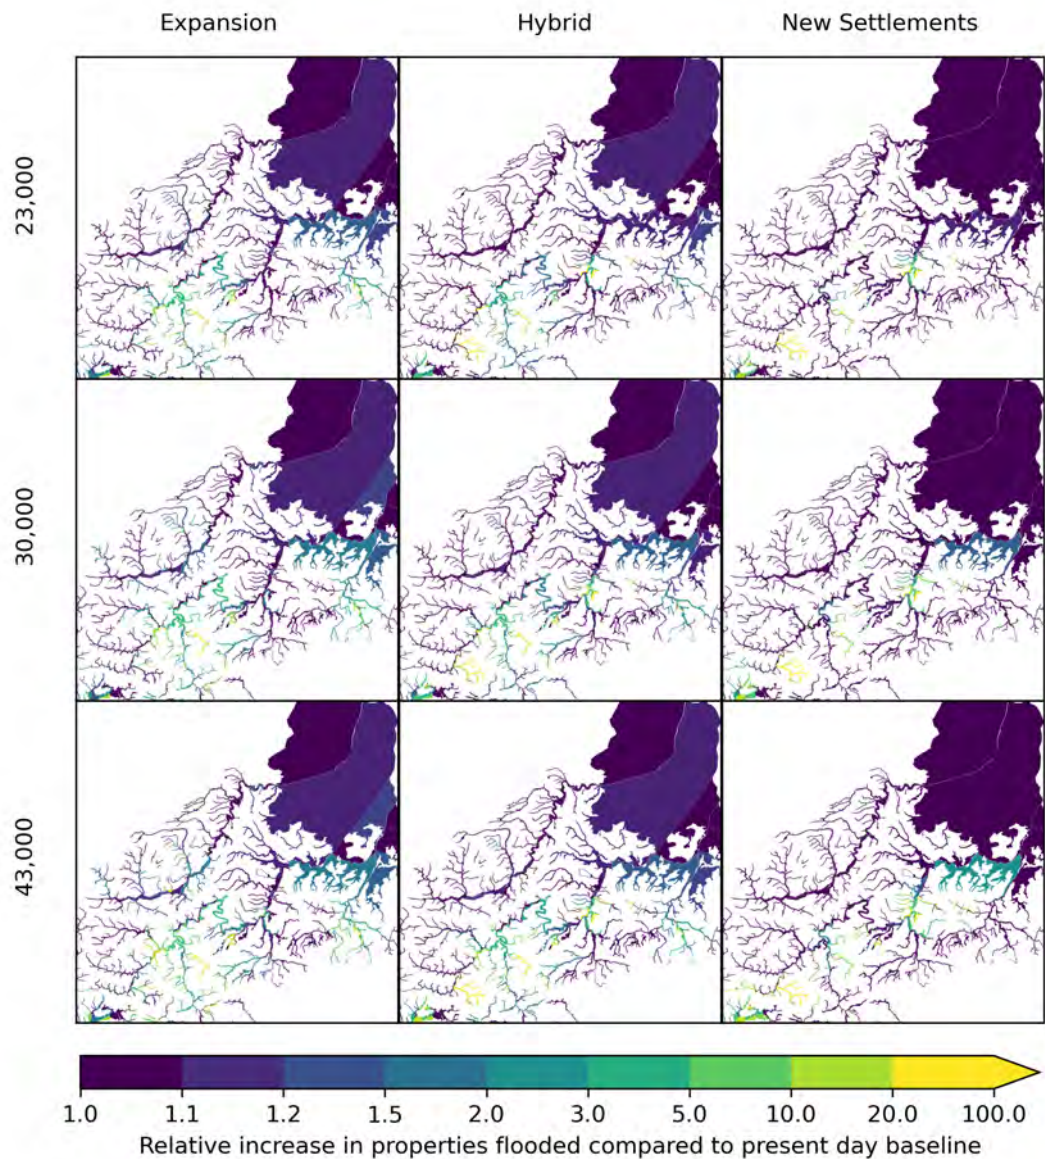 Expansion Hybrid New Settlements
23,000
30,000
43,000
1.0 1.1 1.2 1.5 2.0 3.0 5.0 10.0 20.0 100.0
Relative increase in properties flooded compared to present day baseline